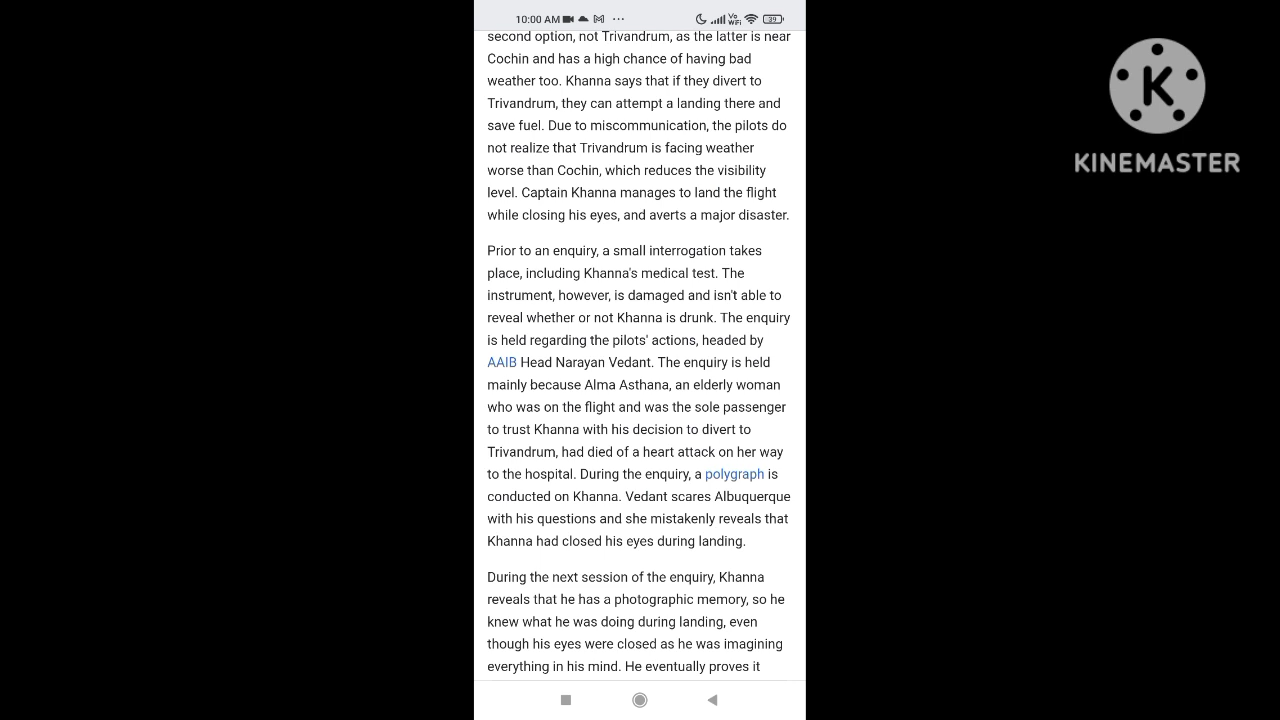 10:00 AM
Vo WiFi 39
second option, not Trivandrum, as the latter is near
Cochin and has a high chance of having bad
weather too. Khanna says that if they divert to
Trivandrum, they can attempt a landing there and
save fuel. Due to miscommunication, the pilots do
not realize that Trivandrum is facing weather
worse than Cochin, which reduces the visibility
level. Captain Khanna manages to land the flight
while closing his eyes, and averts a major disaster.
Prior to an enquiry, a small interrogation takes
place, including Khanna's medical test. The
instrument, however, is damaged and isn't able to
reveal whether or not Khanna is drunk. The enquiry
is held regarding the pilots' actions, headed by
AAIB Head Narayan Vedant. The enquiry is held
mainly because Alma Asthana, an elderly woman
who was on the flight and was the sole passenger
to trust Khanna with his decision to divert to
Trivandrum, had died of a heart attack on her way
to the hospital. During the enquiry, a polygraph is
conducted on Khanna. Vedant scares Albuquerque
with his questions and she mistakenly reveals that
Khanna had closed his eyes during landing.
During the next session of the enquiry, Khanna
reveals that he has a photographic memory, so he
knew what he was doing during landing, even
though his eyes were closed as he was imagining
everything in his mind. He eventually proves it
K
KINEMASTER